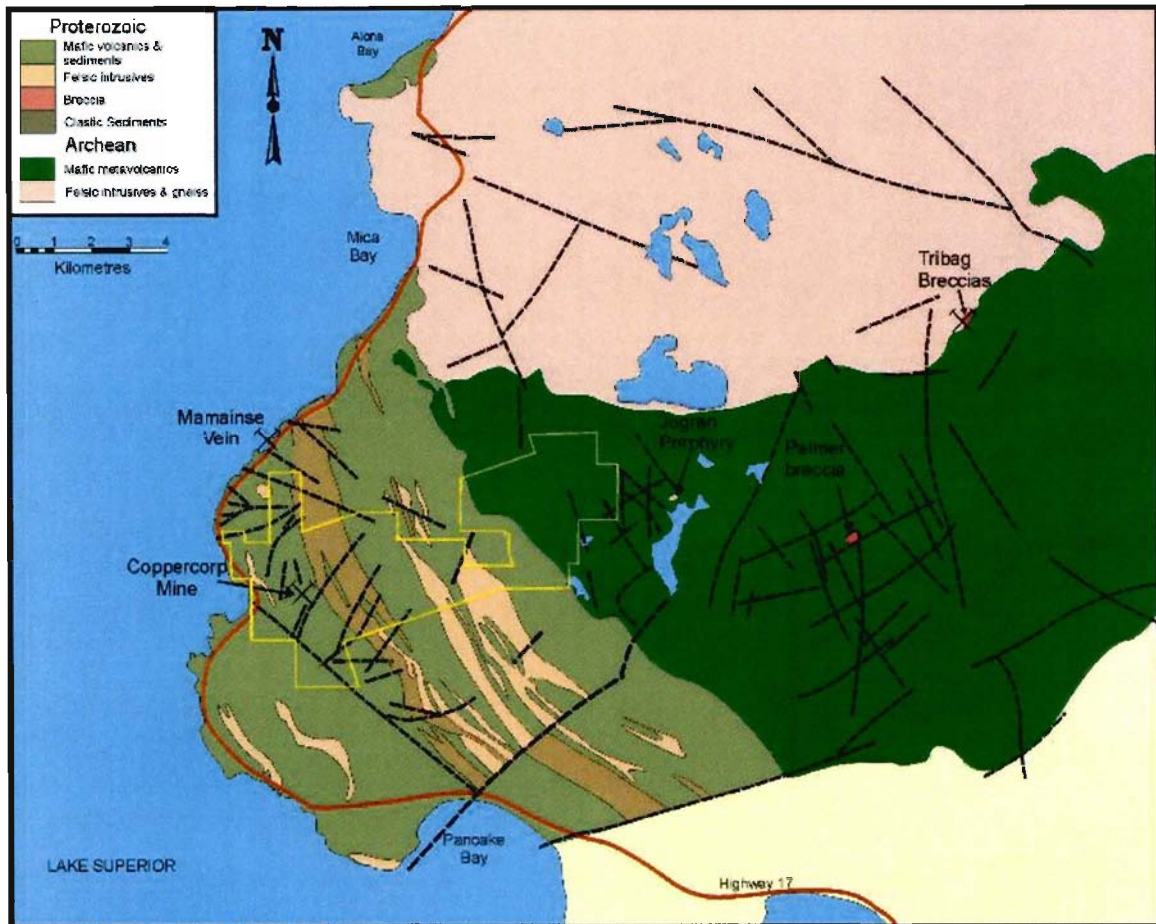 Proterozoic
Mafic volcanics &
sediments
Felsic intrusives
Breccia
Clastic Sediments
Archean
Mafic metavolcanics
Felsic intrusives & gneiss
N
Alona
Bay
0 1 2 3 4
Kilometres
Mica
Bay
Tribag
Breccias
Mamainse
Vein
Jogran
Porphyry
Palmer
breccia
Coppercorp
Mine
Pancake
Bay
LAKE SUPERIOR
Highway 17